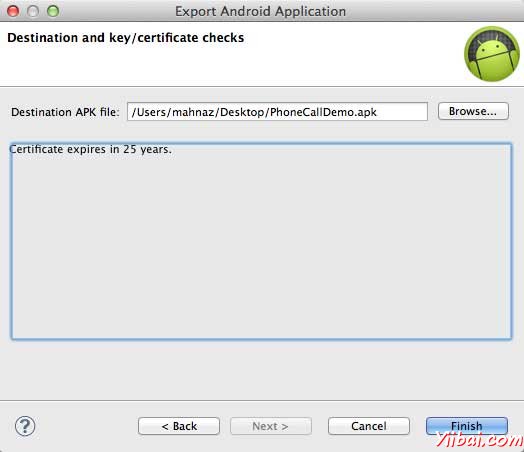 Export Android Application
Destination and key/certificate checks
Destination APK file: /Users/mahnaz/Desktop/PhoneCallDemo.apk Browse...
Certificate expires in 25 years.
? < Back Next > Cancel Finish
Yiibai.com